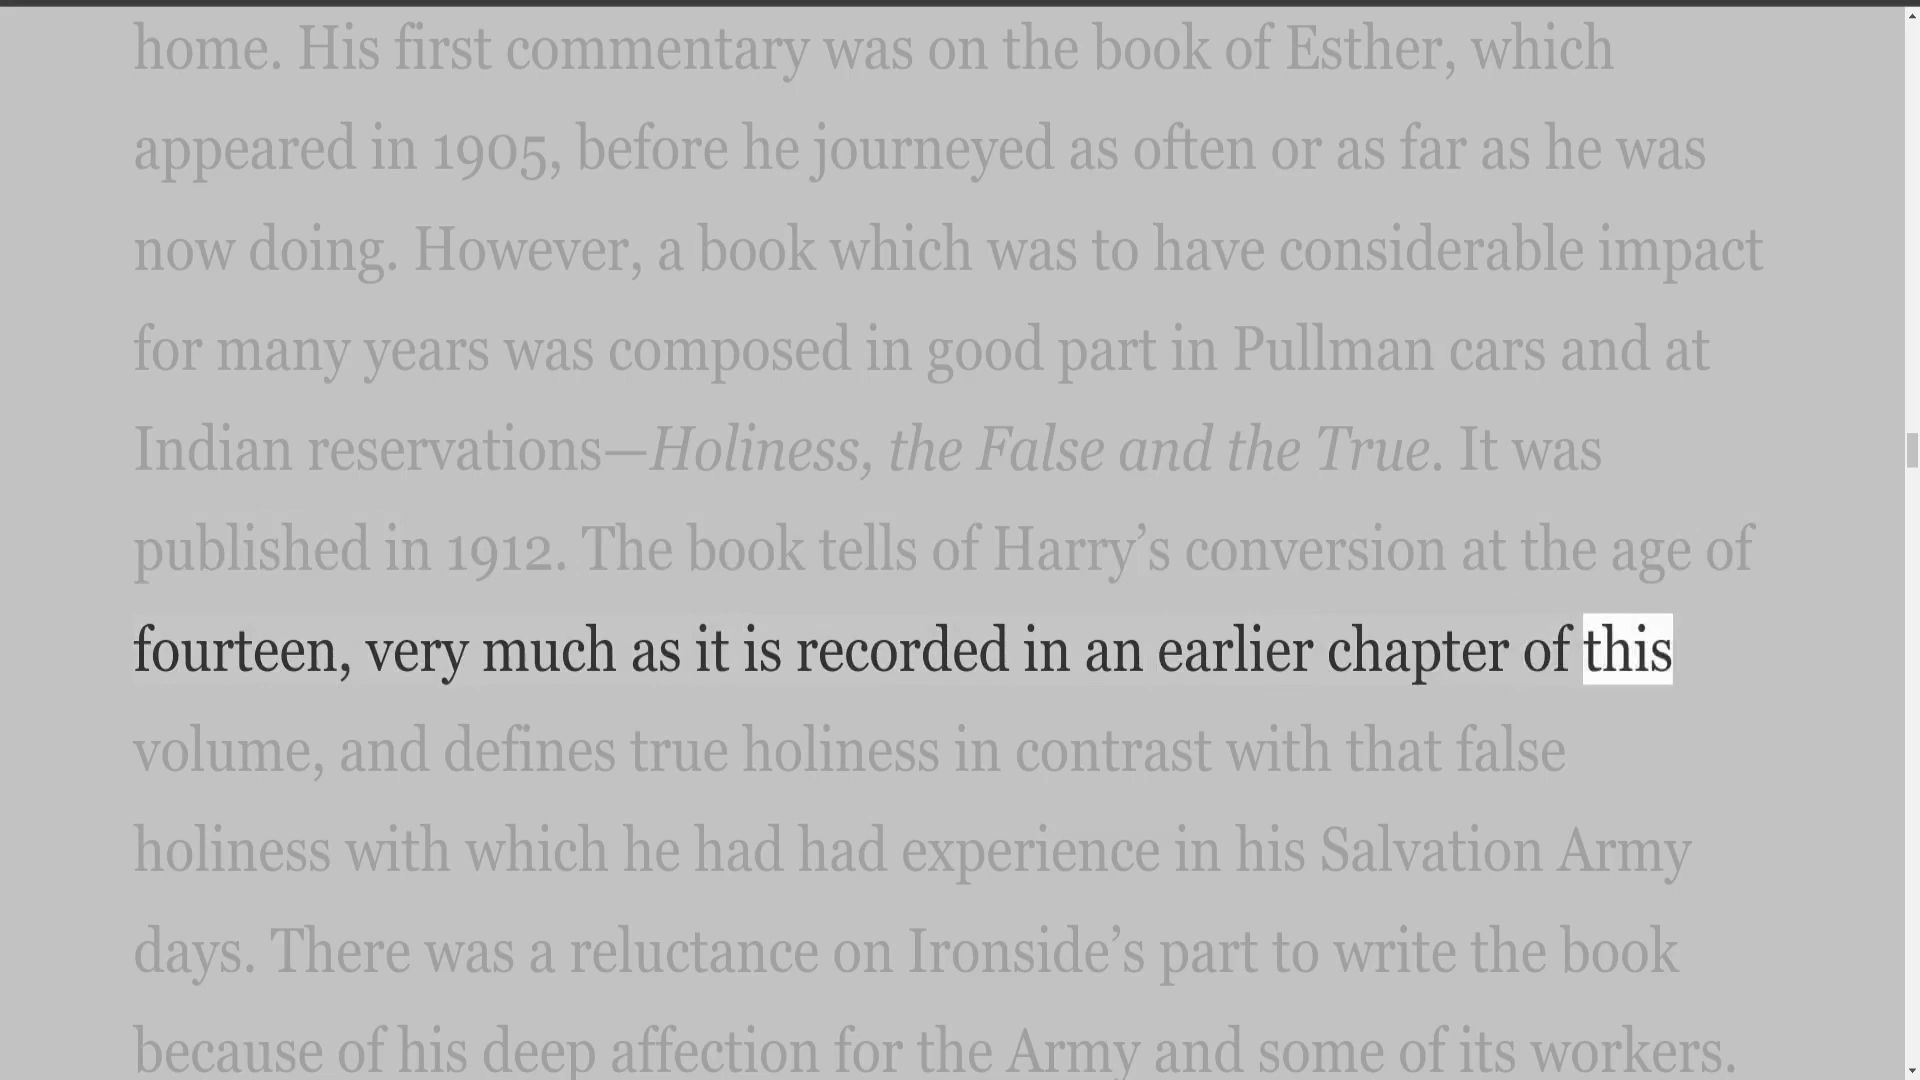 home. His first commentary was on the book of Esther, which
appeared in 1905, before he journeyed as often or as far as he was
now doing. However, a book which was to have considerable impact
for many years was composed in good part in Pullman cars and at
Indian reservations—Holiness, the False and the True. It was
published in 1912. The book tells of Harry’s conversion at the age of
fourteen, very much as it is recorded in an earlier chapter of this
volume, and defines true holiness in contrast with that false
holiness with which he had had experience in his Salvation Army
days. There was a reluctance on Ironside’s part to write the book
because of his deep affection for the Army and some of its workers.